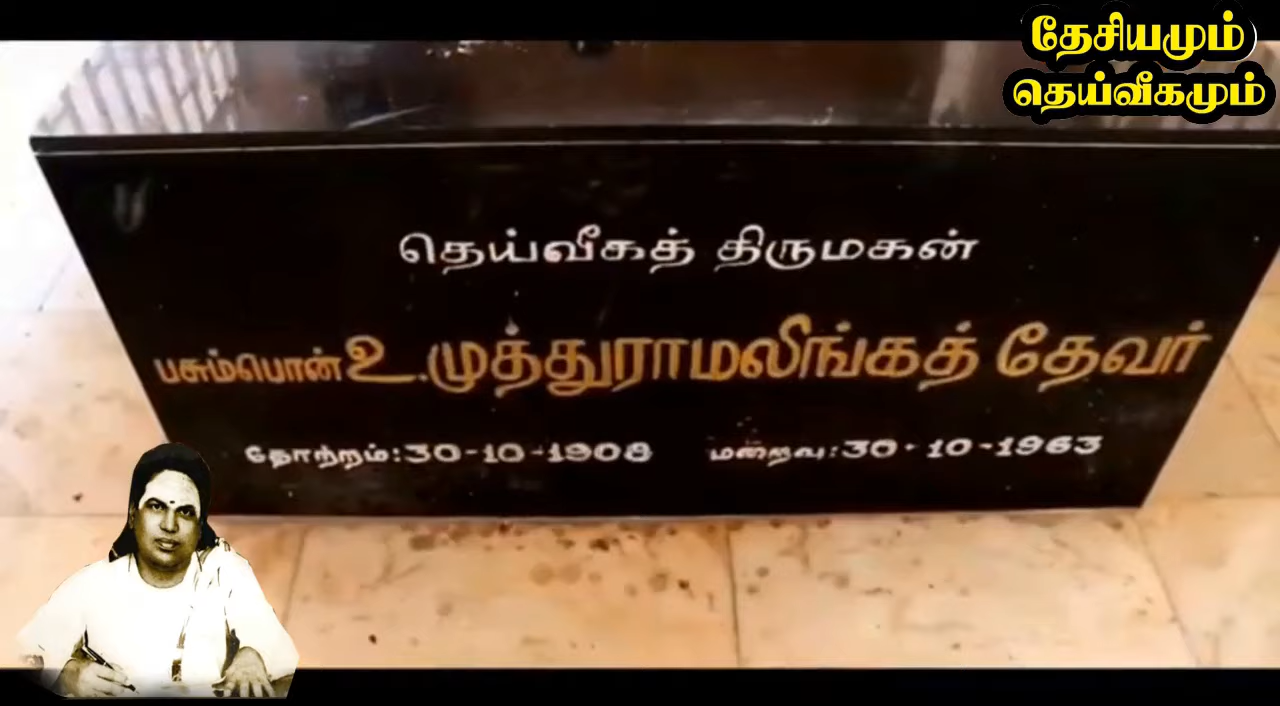 தேசியமும்
தெய்வீகமும்
தெய்வீகத் திருமகன்
பசும்பொன் உ.முத்துராமலிங்கத் தேவர்
தோற்றம்:30-10-1908 மறைவு:30-10-1963